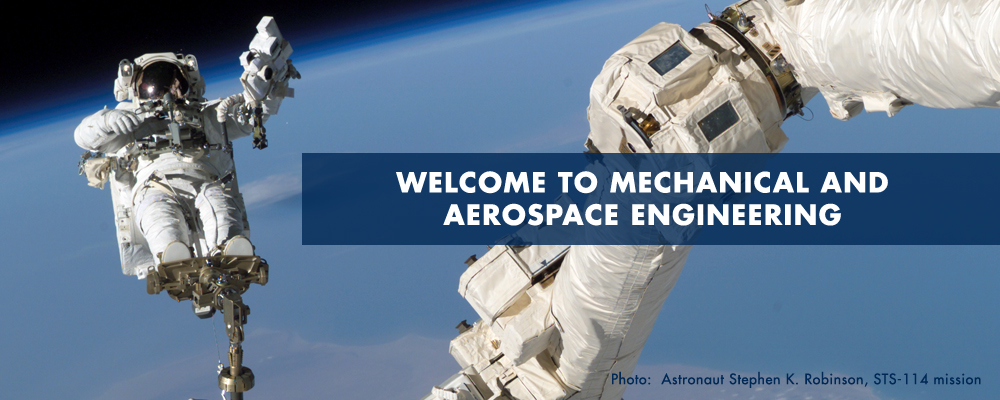 WELCOME TO MECHANICAL AND
AEROSPACE ENGINEERING
Photo:  Astronaut Stephen K. Robinson, STS-114 mission